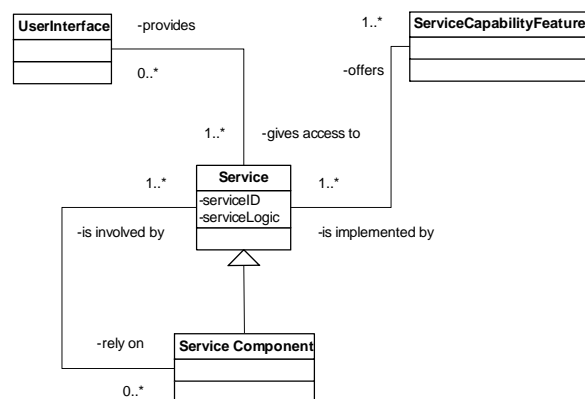 UserInterface
-provides
0..*
1..*
ServiceCapabilityFeature
-offers
1..*
-gives access to
Service
-serviceID
-serviceLogic
1..*
1..*
-is involved by
-is implemented by
-rely on
Service Component
0..*